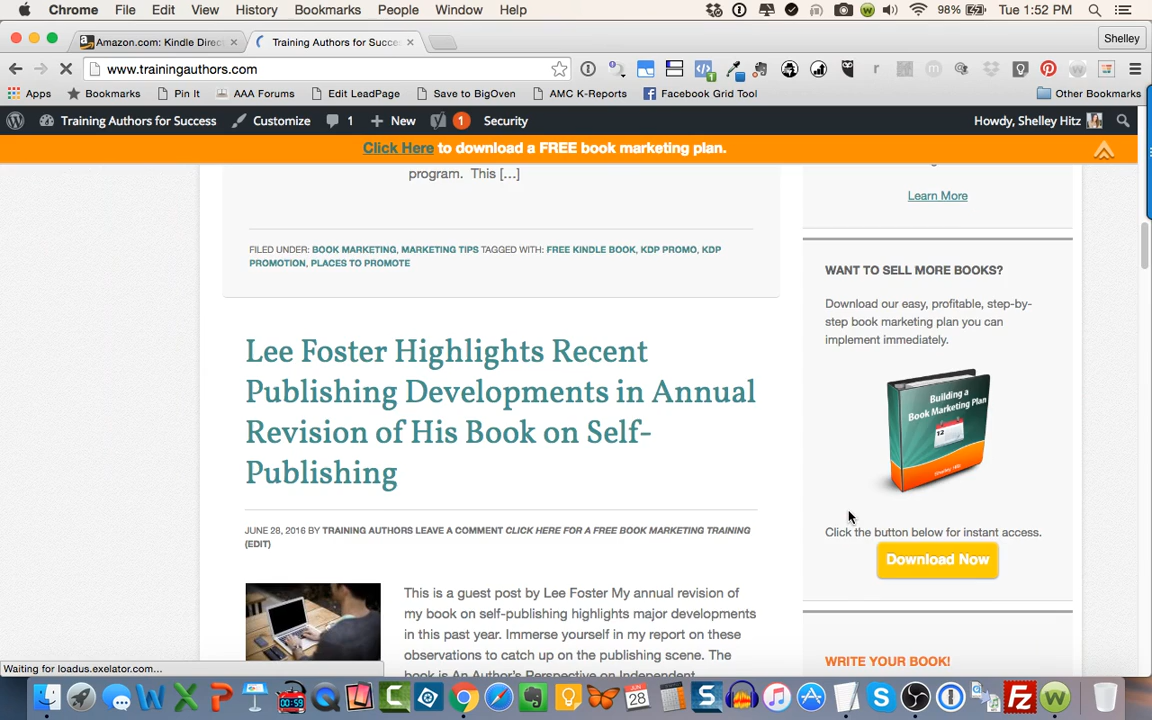 Chrome File Edit View History Bookmarks People Window Help 98% Tue 1:52 PM
Amazon.com: Kindle Direc Training Authors for Succe Shelley
www.trainingauthors.com
Apps Bookmarks Pin It AAA Forums Edit LeadPage Save to BigOven AMC K-Reports Facebook Grid Tool Other Bookmarks
Training Authors for Success Customize 1 New 1 Security Howdy, Shelley Hitz
Click Here to download a FREE book marketing plan.
program. This […]
Learn More
FILED UNDER: BOOK MARKETING, MARKETING TIPS TAGGED WITH: FREE KINDLE BOOK, KDP PROMO, KDP
PROMOTION, PLACES TO PROMOTE
WANT TO SELL MORE BOOKS?
Download our easy, profitable, step-by-
step book marketing plan you can
implement immediately.
Building a
Book Marketing Plan
12
Click the button below for instant access.
Download Now
WRITE YOUR BOOK!
Lee Foster Highlights Recent
Publishing Developments in Annual
Revision of His Book on Self-
Publishing
JUNE 28, 2016 BY TRAINING AUTHORS LEAVE A COMMENT CLICK HERE FOR A FREE BOOK MARKETING TRAINING
(EDIT)
This is a guest post by Lee Foster My annual revision of
my book on self-publishing highlights major developments
in this past year. Immerse yourself in my report on these
observations to catch up on the publishing scene. The
book is An Author's Perspective on Independent
Waiting for loadus.exelator.com...
00:59
JUN
28